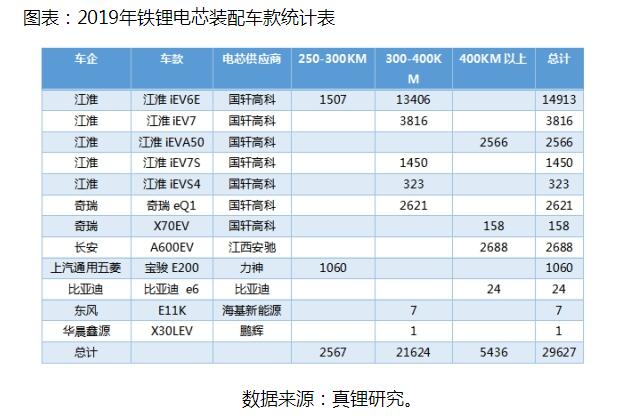 图表：2019年铁锂电芯装配车款统计表
车企 车款 电芯供应商 250-300KM 300-400K 400KM 以上 总计
M
江淮 江淮 iEV6E 国轩高科 1507 13406 14913
江淮 江淮 iEV7 国轩高科 3816 3816
江淮 江淮 iEVA50 国轩高科 2566 2566
江淮 江淮 iEV7S 国轩高科 1450 1450
江淮 江淮 iEVS4 国轩高科 323 323
奇瑞 奇瑞 eQ1 国轩高科 2621 2621
奇瑞 X70EV 国轩高科 158 158
长安 A600EV 江西安驰 2688 2688
上汽通用五菱 宝骏 E200 力神 1060 1060
比亚迪 比亚迪 e6 比亚迪 24 24
东风 E11K 海基新能源 7 7
华晨鑫源 X30LEV 鹏辉 1 1
总计 2567 21624 5436 29627
数据来源：真锂研究。